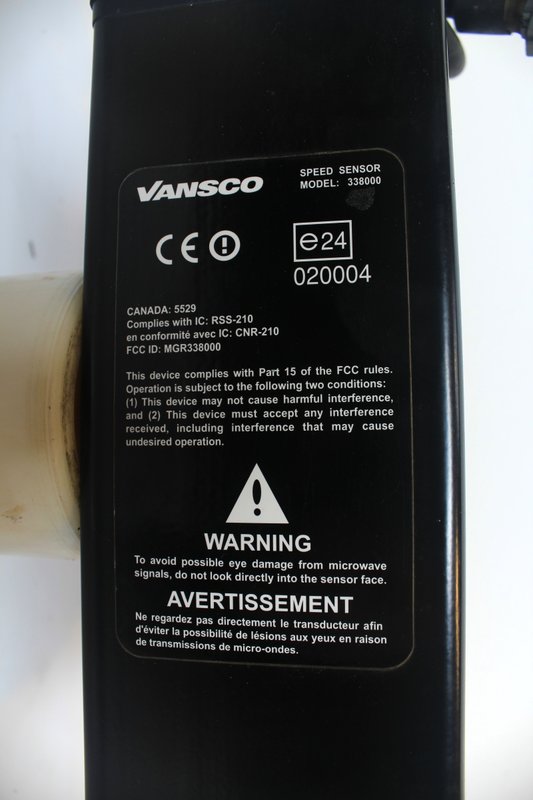 VANSCO
SPEED SENSOR
MODEL: 338000
CE
e24
020004
CANADA: 5529
Complies with IC: RSS-210
en conformité avec IC: CNR-210
FCC ID: MGR338000
This device complies with Part 15 of the FCC rules.
Operation is subject to the following two conditions:
(1) This device may not cause harmful interference,
and (2) This device must accept any interference
received, including interference that may cause
undesired operation.
WARNING
To avoid possible eye damage from microwave
signals, do not look directly into the sensor face.
AVERTISSEMENT
Ne regardez pas directement le transducteur afin
d'éviter la possibilité de lésions aux yeux en raison
de transmissions de micro-ondes.